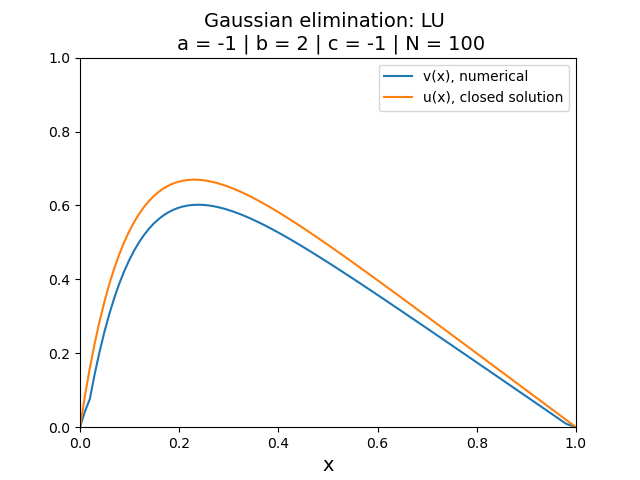 Gaussian elimination: LU
a = -1 | b = 2 | c = -1 | N = 100
v(x), numerical
u(x), closed solution
1.0
0.8
0.6
0.4
0.2
0.0
0.0 0.2 0.4 0.6 0.8 1.0
x